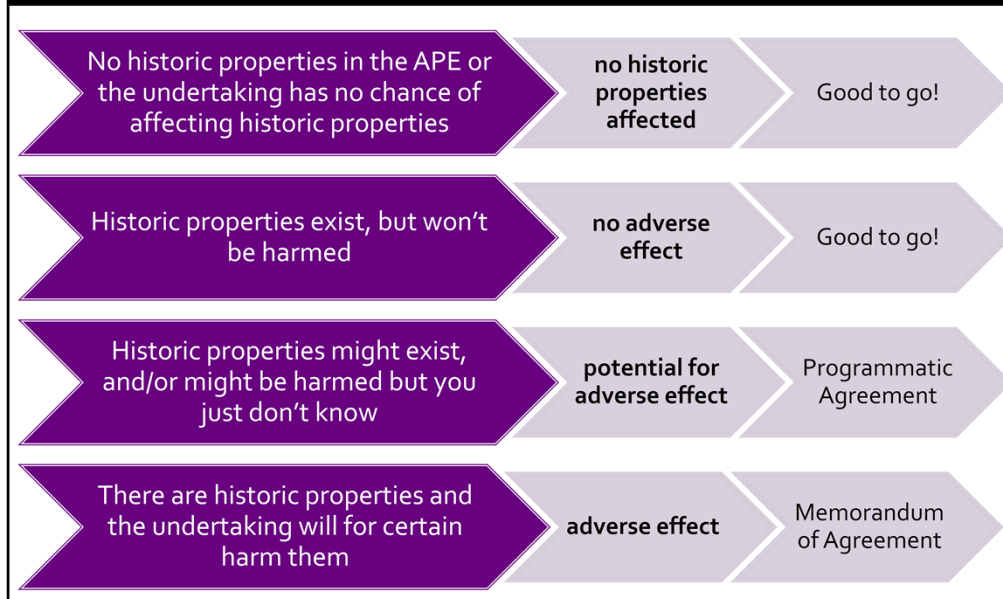 No historic properties in the APE or
the undertaking has no chance of
affecting historic properties
no historic
properties
affected
Good to go!
Historic properties exist, but won’t
be harmed
no adverse
effect
Good to go!
Historic properties might exist,
and/or might be harmed but you
just don’t know
potential for
adverse effect
Programmatic
Agreement
There are historic properties and
the undertaking will for certain
harm them
adverse effect
Memorandum
of Agreement